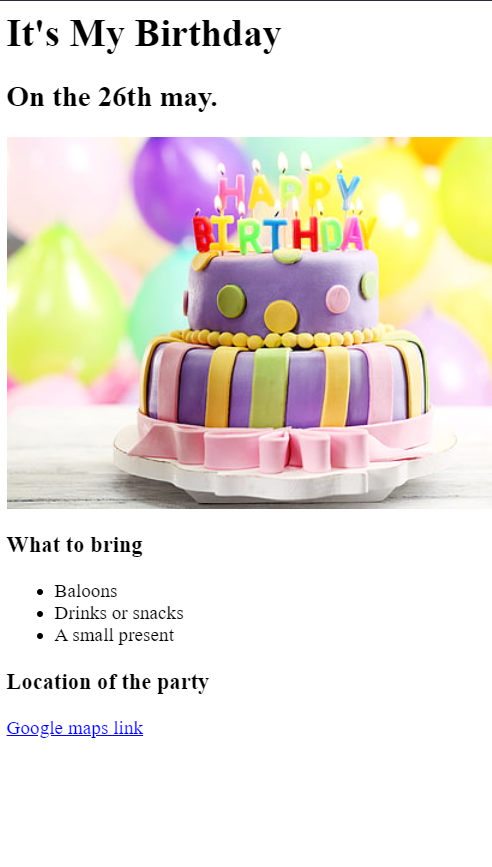 It's My Birthday
On the 26th may.
HAPPY
BIRTHDAY
What to bring
Baloons
Drinks or snacks
A small present
Location of the party
Google maps link